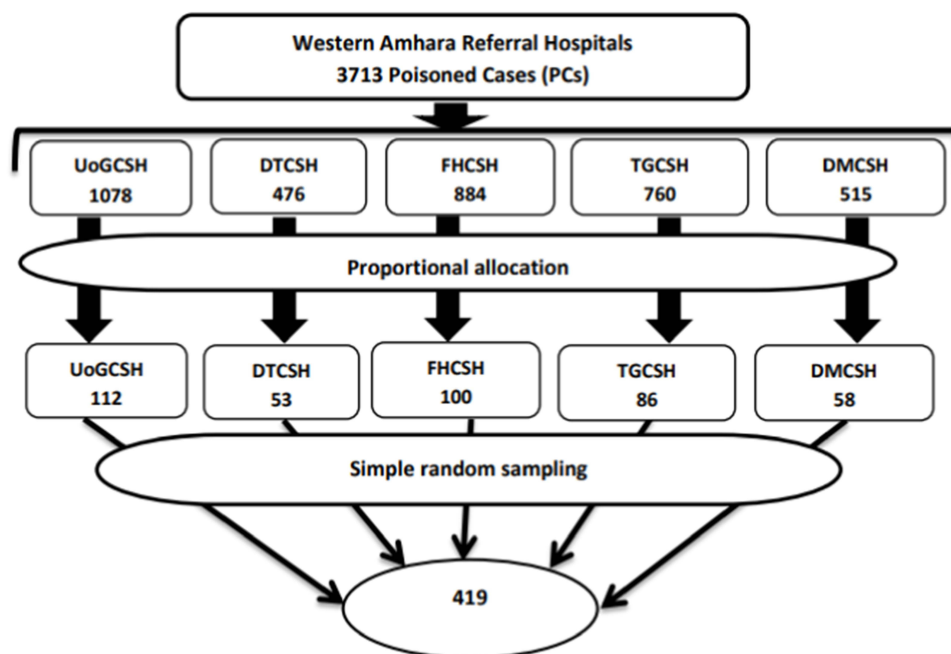 Western Amhara Referral Hospitals
3713 Poisoned Cases (PCs)
UoGCSH
1078
DTCSH
476
FHCSH
884
TGCSH
760
DMCSH
515
Proportional allocation
UoGCSH
112
DTCSH
53
FHCSH
100
TGCSH
86
DMCSH
58
Simple random sampling
419